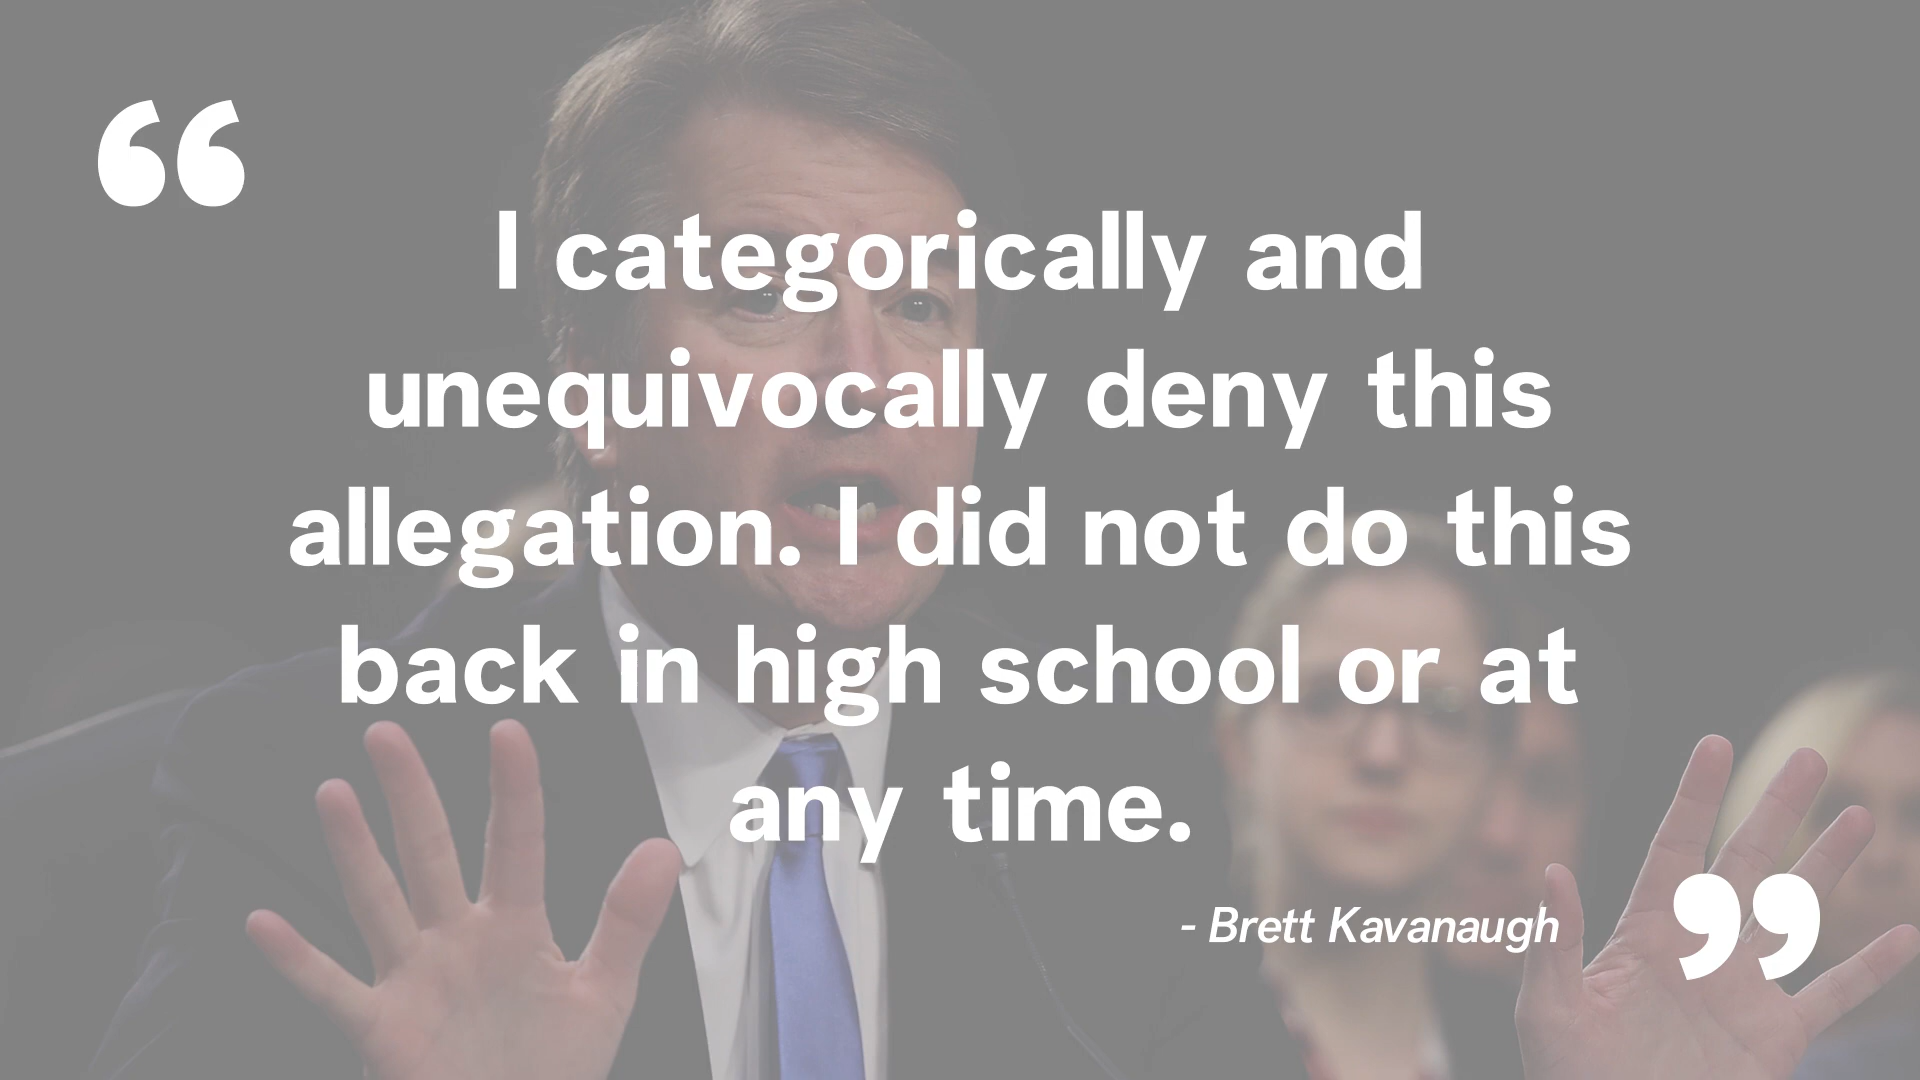 “
I categorically and
unequivocally deny this
allegation. I did not do this
back in high school or at
any time.
- Brett Kavanaugh
”